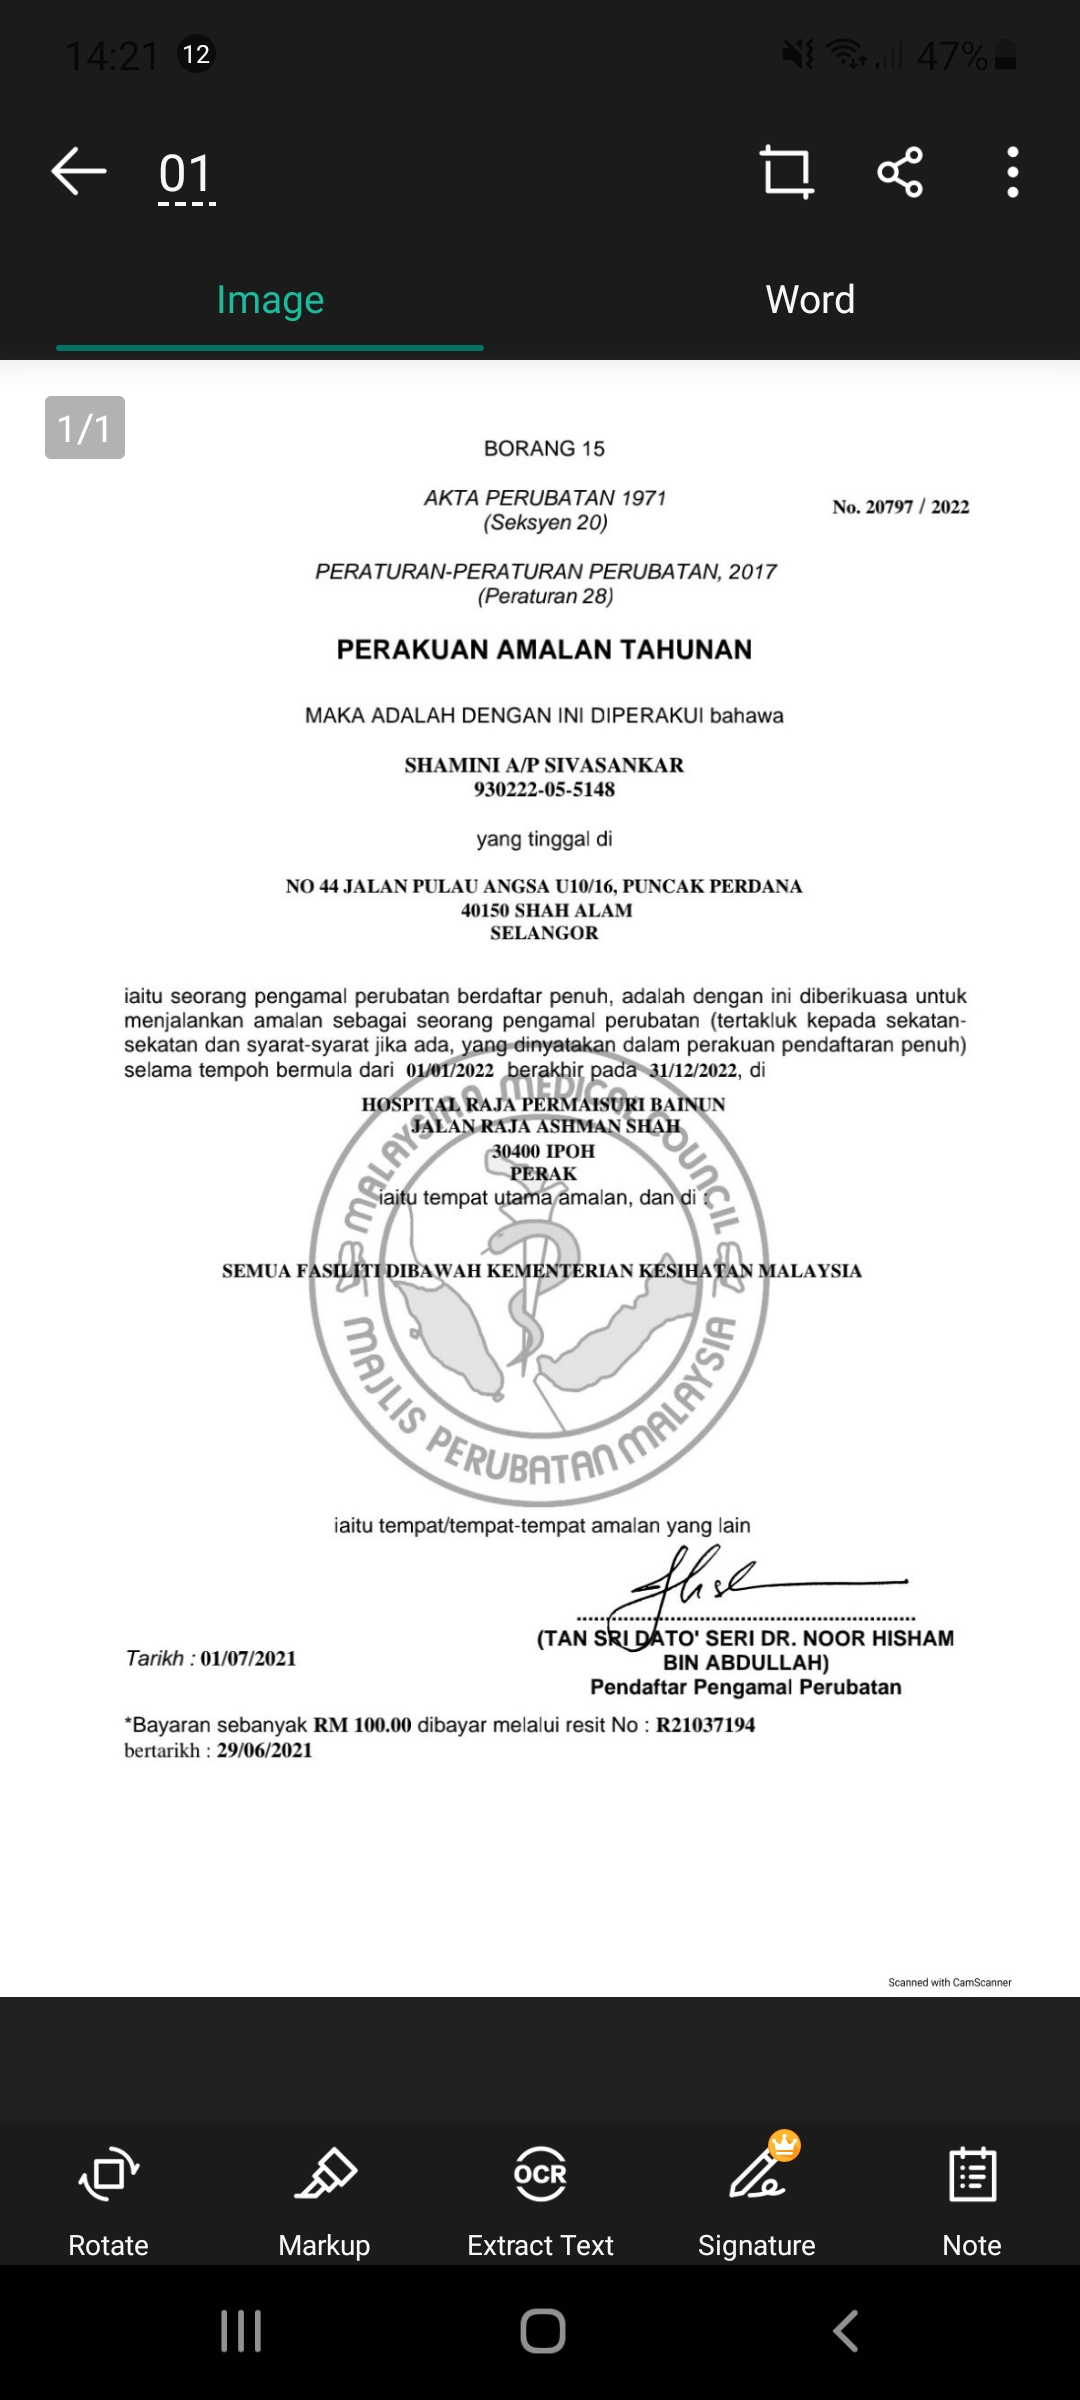 14:21 12 47%
01
Image Word
1/1
BORANG 15
AKTA PERUBATAN 1971
(Seksyen 20)
No. 20797 / 2022
PERATURAN-PERATURAN PERUBATAN, 2017
(Peraturan 28)
PERAKUAN AMALAN TAHUNAN
MAKA ADALAH DENGAN INI DIPERAKUI bahawa
SHAMINI A/P SIVASANKAR
930222-05-5148
yang tinggal di
NO 44 JALAN PULAU ANGSA U10/16, PUNCAK PERDANA
40150 SHAH ALAM
SELANGOR
iaitu seorang pengamal perubatan berdaftar penuh, adalah dengan ini diberikuasa untuk
menjalankan amalan sebagai seorang pengamal perubatan (tertakluk kepada sekatan-
sekatan dan syarat-syarat jika ada, yang dinyatakan dalam perakuan pendaftaran penuh)
selama tempoh bermula dari 01/01/2022 berakhir pada 31/12/2022, di
HOSPITAL RAJA PERMAISURI BAINUN
JALAN RAJA ASHMAN SHAH
30400 IPOH
PERAK
iaitu tempat utama amalan, dan di :
SEMUA FASILITI DIBAWAH KEMENTERIAN KESIHATAN MALAYSIA
MALAYSIAN MEDICAL COUNCIL
MAJLIS PERUBATAN MALAYSIA
iaitu tempat/tempat-tempat amalan yang lain
(TAN SRI DATO' SERI DR. NOOR HISHAM
BIN ABDULLAH)
Pendaftar Pengamal Perubatan
Tarikh : 01/07/2021
*Bayaran sebanyak RM 100.00 dibayar melalui resit No : R21037194
bertarikh : 29/06/2021
Scanned with CamScanner
OCR
Rotate Markup Extract Text Signature Note